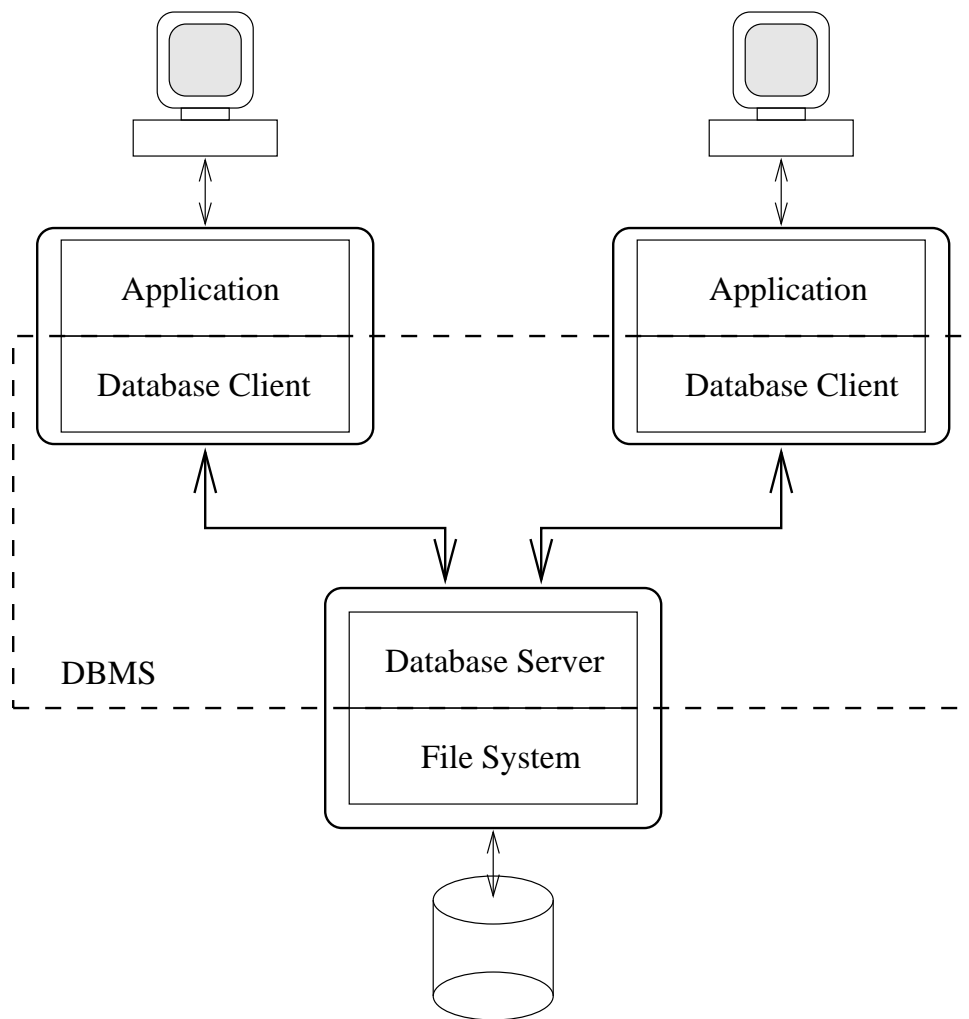 Application
Application
Database Client
Database Client
Database Server
DBMS
File System